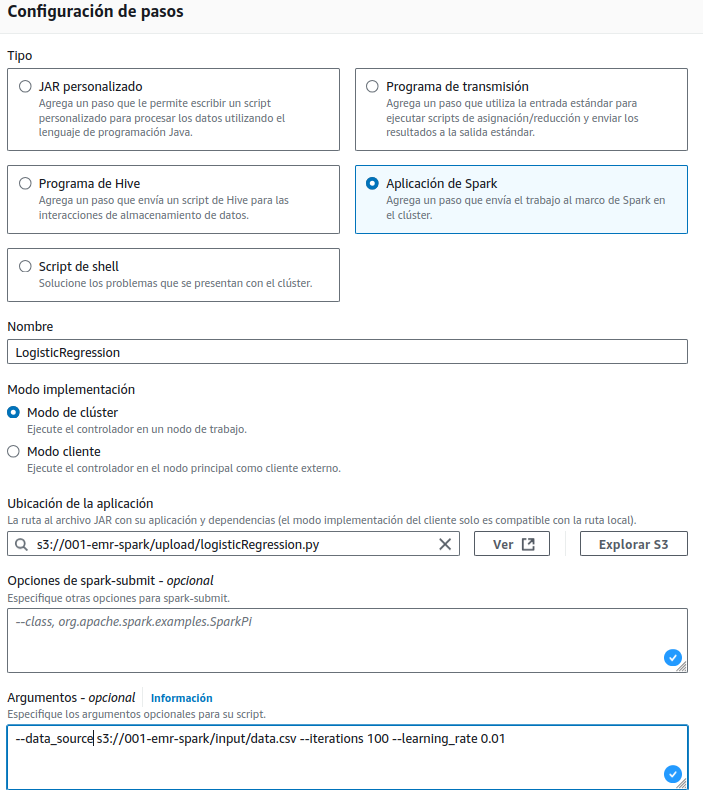 Configuración de pasos
Tipo
JAR personalizado
Agrega un paso que le permite escribir un script
personalizado para procesar los datos utilizando el
lenguaje de programación Java.
Programa de transmisión
Agrega un paso que utiliza la entrada estándar para
ejecutar scripts de asignación/reducción y enviar los
resultados a la salida estándar.
Programa de Hive
Agrega un paso que envía un script de Hive para las
interacciones de almacenamiento de datos.
Aplicación de Spark
Agrega un paso que envía el trabajo al marco de Spark en
el clúster.
Script de shell
Solucione los problemas que se presentan con el clúster.
Nombre
LogisticRegression
Modo implementación
Modo de clúster
Ejecute el controlador en un nodo de trabajo.
Modo cliente
Ejecute el controlador en el nodo principal como cliente externo.
Ubicación de la aplicación
La ruta al archivo JAR con su aplicación y dependencias (el modo implementación del cliente solo es compatible con la ruta local).
s3://001-emr-spark/upload/logisticRegression.py
Ver
Explorar S3
Opciones de spark-submit - opcional
Especifique otras opciones para spark-submit.
--class, org.apache.spark.examples.SparkPi
Argumentos - opcional
Información
Especifique los argumentos opcionales para su script.
--data_source s3://001-emr-spark/input/data.csv --iterations 100 --learning_rate 0.01